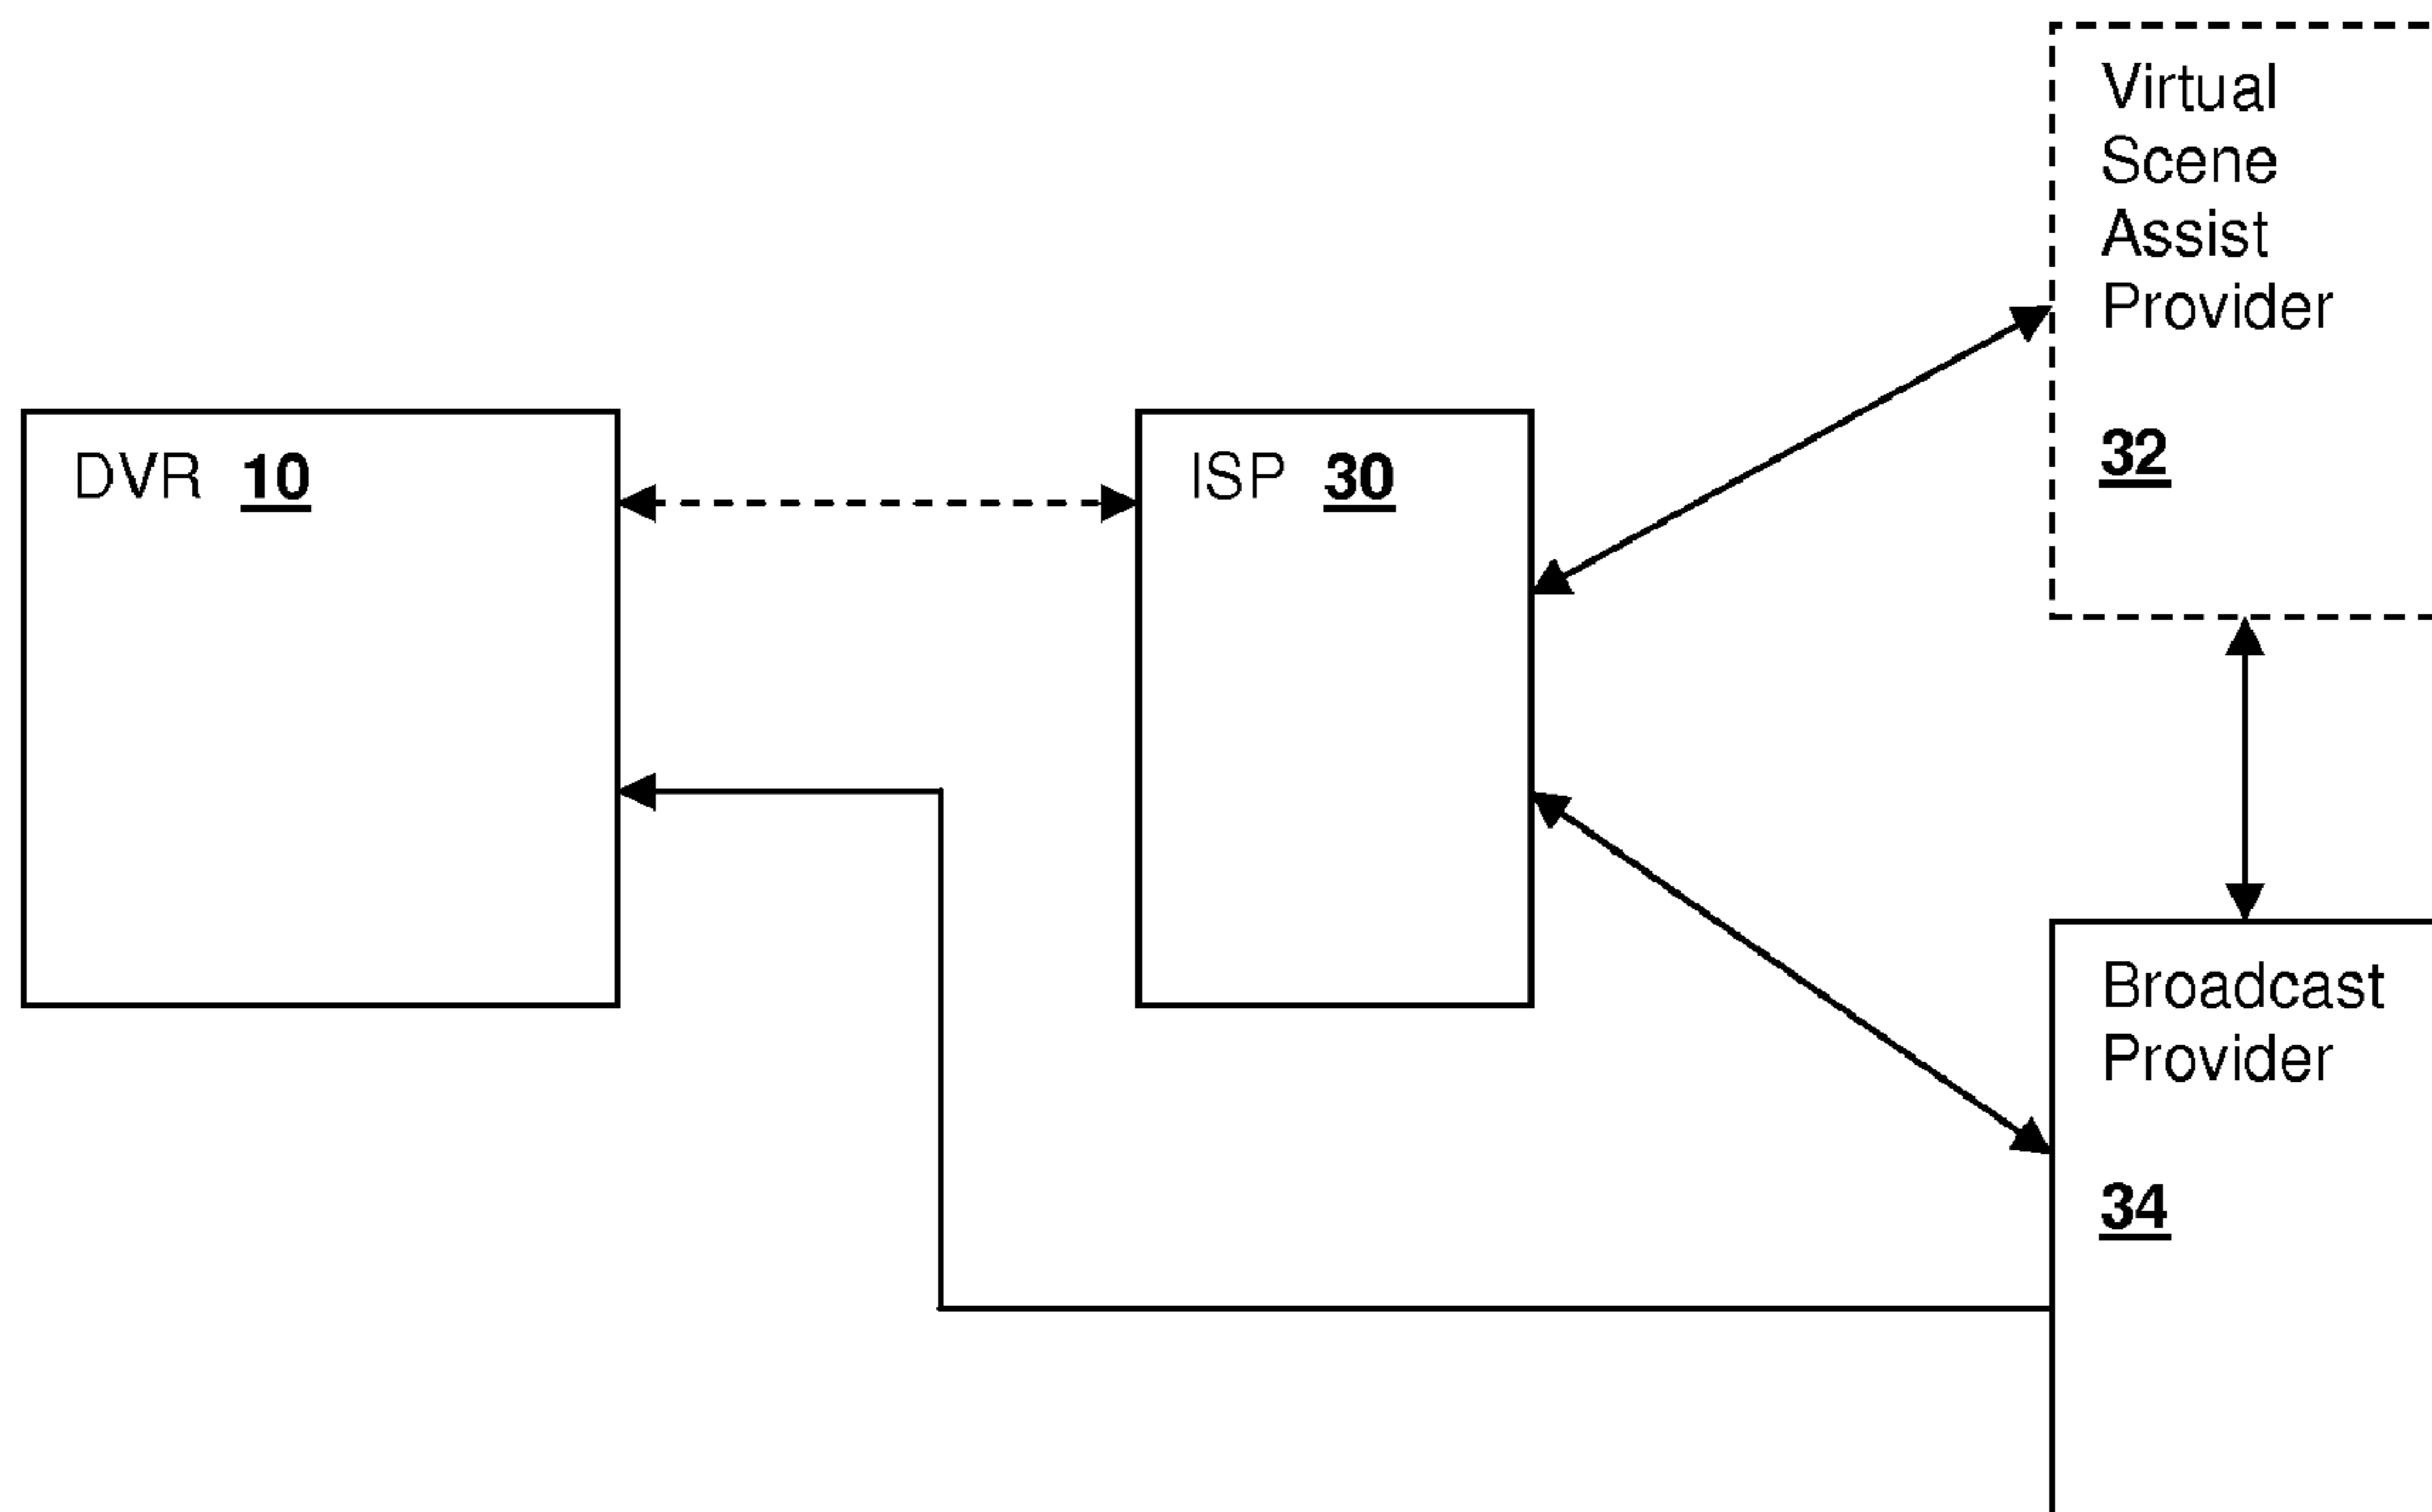 Virtual
Scene
Assist
Provider
32
DVR 10
ISP 30
Broadcast
Provider
34